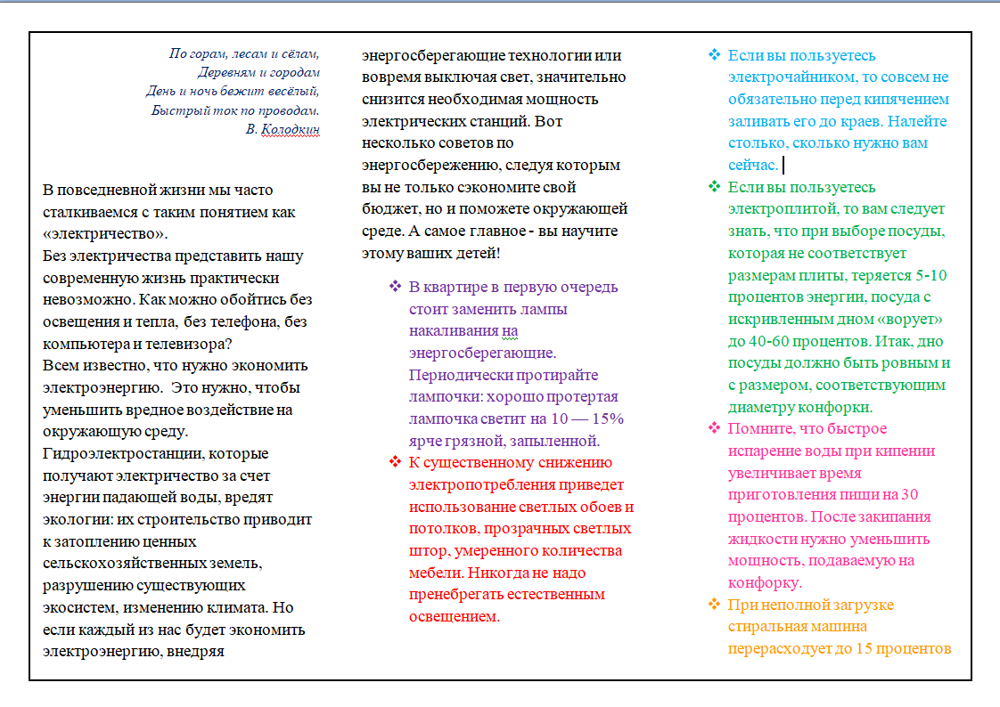 По горам, лесам и сёлам,
Деревням и городам
День и ночь бежит весёлый,
Быстрый ток по проводам.
В. Колодкин
В повседневной жизни мы часто
сталкиваемся с таким понятием как
«электричество».
Без электричества представить нашу
современную жизнь практически
невозможно. Как можно обойтись без
освещения и тепла, без телефона, без
компьютера и телевизора?
Всем известно, что нужно экономить
электроэнергию. Это нужно, чтобы
уменьшить вредное воздействие на
окружающую среду.
Гидроэлектростанции, которые
получают электричество за счет
энергии падающей воды, вредят
экологии: их строительство приводит
к затоплению ценных
сельскохозяйственных земель,
разрушению существующих
экосистем, изменению климата. Но
если каждый из нас будет экономить
электроэнергию, внедряя
энергосберегающие технологии или
вовремя выключая свет, значительно
снизится необходимая мощность
электрических станций. Вот
несколько советов по
энергосбережению, следуя которым
вы не только сэкономите свой
бюджет, но и поможете окружающей
среде. А самое главное - вы научите
этому ваших детей!
❖ В квартире в первую очередь
стоит заменить лампы
накаливания на
энергосберегающие.
Периодически протирайте
лампочки: хорошо протертая
лампочка светит на 10 — 15%
ярче грязной, запыленной.
❖ К существенному снижению
электропотребления приведет
использование светлых обоев и
потолков, прозрачных светлых
штор, умеренного количества
мебели. Никогда не надо
пренебрегать естественным
освещением.
❖ Если вы пользуетесь
электрочайником, то совсем не
обязательно перед кипячением
заливать его до краев. Налейте
столько, сколько нужно вам
сейчас.
❖ Если вы пользуетесь
электроплитой, то вам следует
знать, что при выборе посуды,
которая не соответствует
размерам плиты, теряется 5-10
процентов энергии, посуда с
искривленным дном «ворует»
до 40-60 процентов. Итак, дно
посуды должно быть ровным и
с размером, соответствующим
диаметру конфорки.
❖ Помните, что быстрое
испарение воды при кипении
увеличивает время
приготовления пищи на 30
процентов. После закипания
жидкости нужно уменьшить
мощность, подаваемую на
конфорку.
❖ При неполной загрузке
стиральная машина
перерасходует до 15 процентов